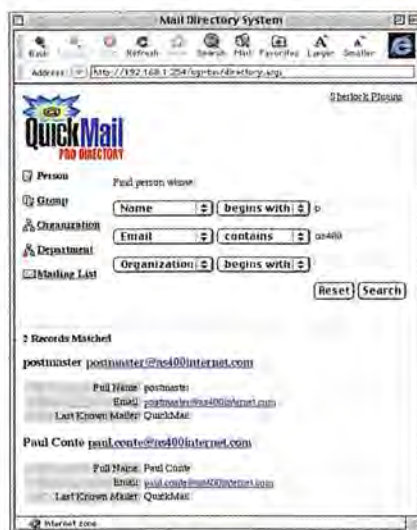 Mail Directory System
Back Refresh Search Mail Favorites Larger Smaller
Address: http://192.168.1.254/cgi-bin/directory.acgi
Sherlock Plugins
QuickMail
PRO DIRECTORY
Person
Find person whose
Group
Name begins with p
Organization
Email contains as400
Department
Organization begins with
Mailing List
Reset Search
2 Records Matched
postmaster postmaster@as400internet.com
Full Name: postmaster
Email: postmaster@as400internet.com
Last Known Mailer: QuickMail
Paul Conte paul.conte@as400internet.com
Full Name: Paul Conte
Email: paul.conte@as400internet.com
Last Known Mailer: QuickMail
Internet zone